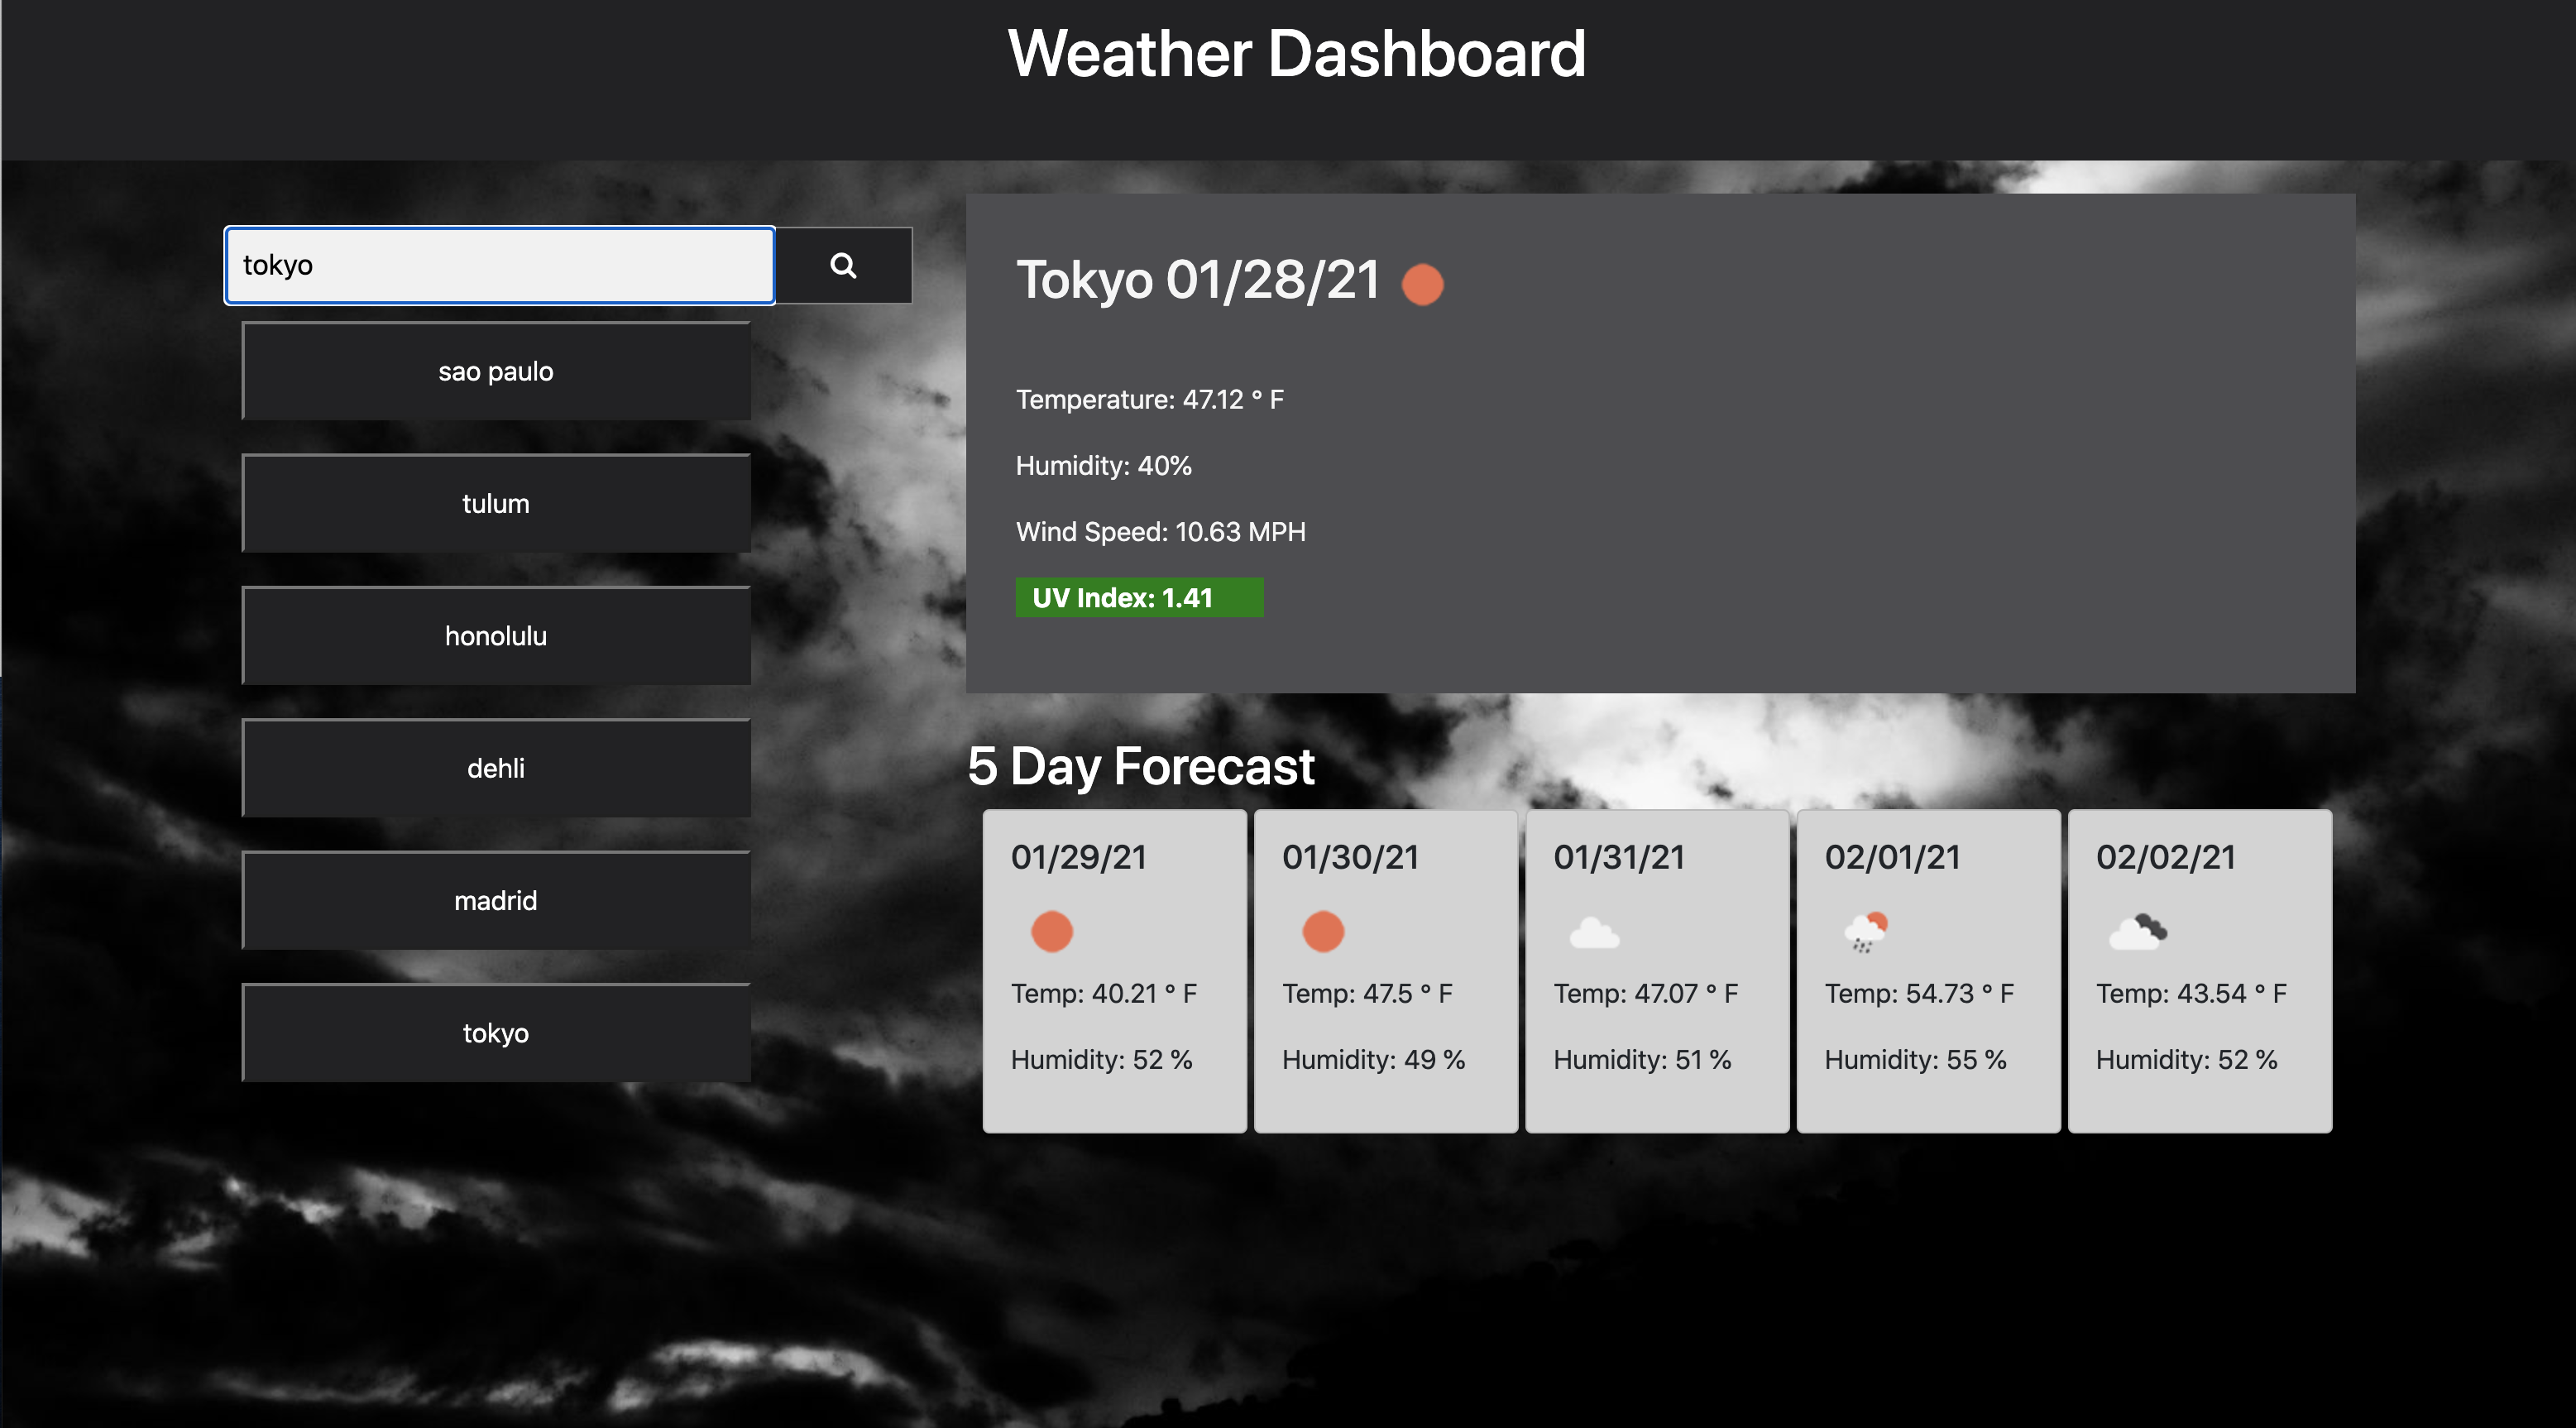 Weather Dashboard
tokyo
sao paulo
tulum
honolulu
dehli
madrid
tokyo
Tokyo 01/28/21
Temperature: 47.12 ° F
Humidity: 40%
Wind Speed: 10.63 MPH
UV Index: 1.41
5 Day Forecast
01/29/21
Temp: 40.21 ° F
Humidity: 52 %
01/30/21
Temp: 47.5 ° F
Humidity: 49 %
01/31/21
Temp: 47.07 ° F
Humidity: 51 %
02/01/21
Temp: 54.73 ° F
Humidity: 55 %
02/02/21
Temp: 43.54 ° F
Humidity: 52 %